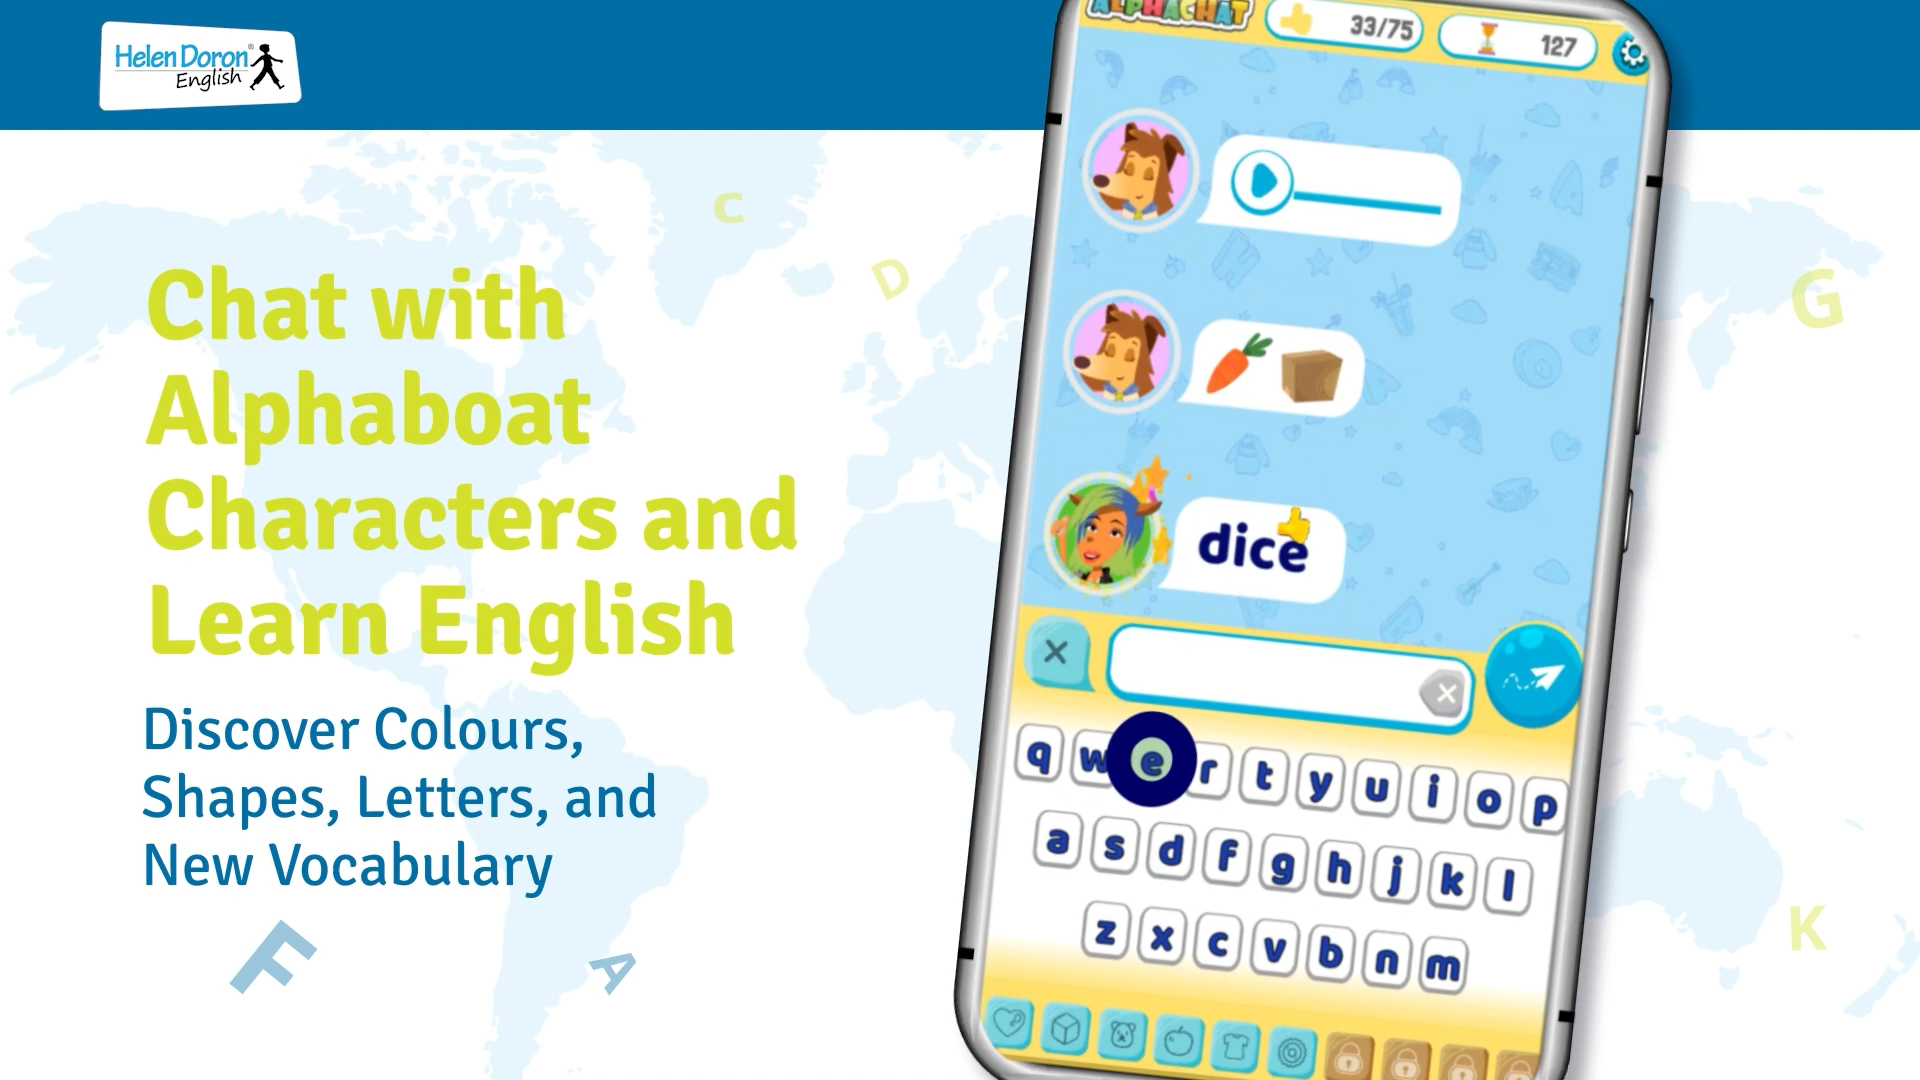 Helen Doron®
English
ALPHACHAT
33/75
127
C
D
G
Chat with
Alphaboat
Characters and
Learn English
Discover Colours,
Shapes, Letters, and
New Vocabulary
F
A
K
dice
q w e r t y u i o p
a s d f g h j k l
z x c v b n m